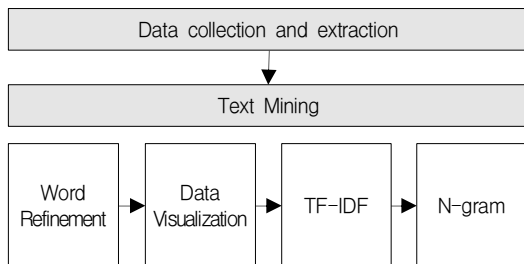 Data collection and extraction
Text Mining
Word
Refinement
Data
Visualization
TF-IDF
N-gram